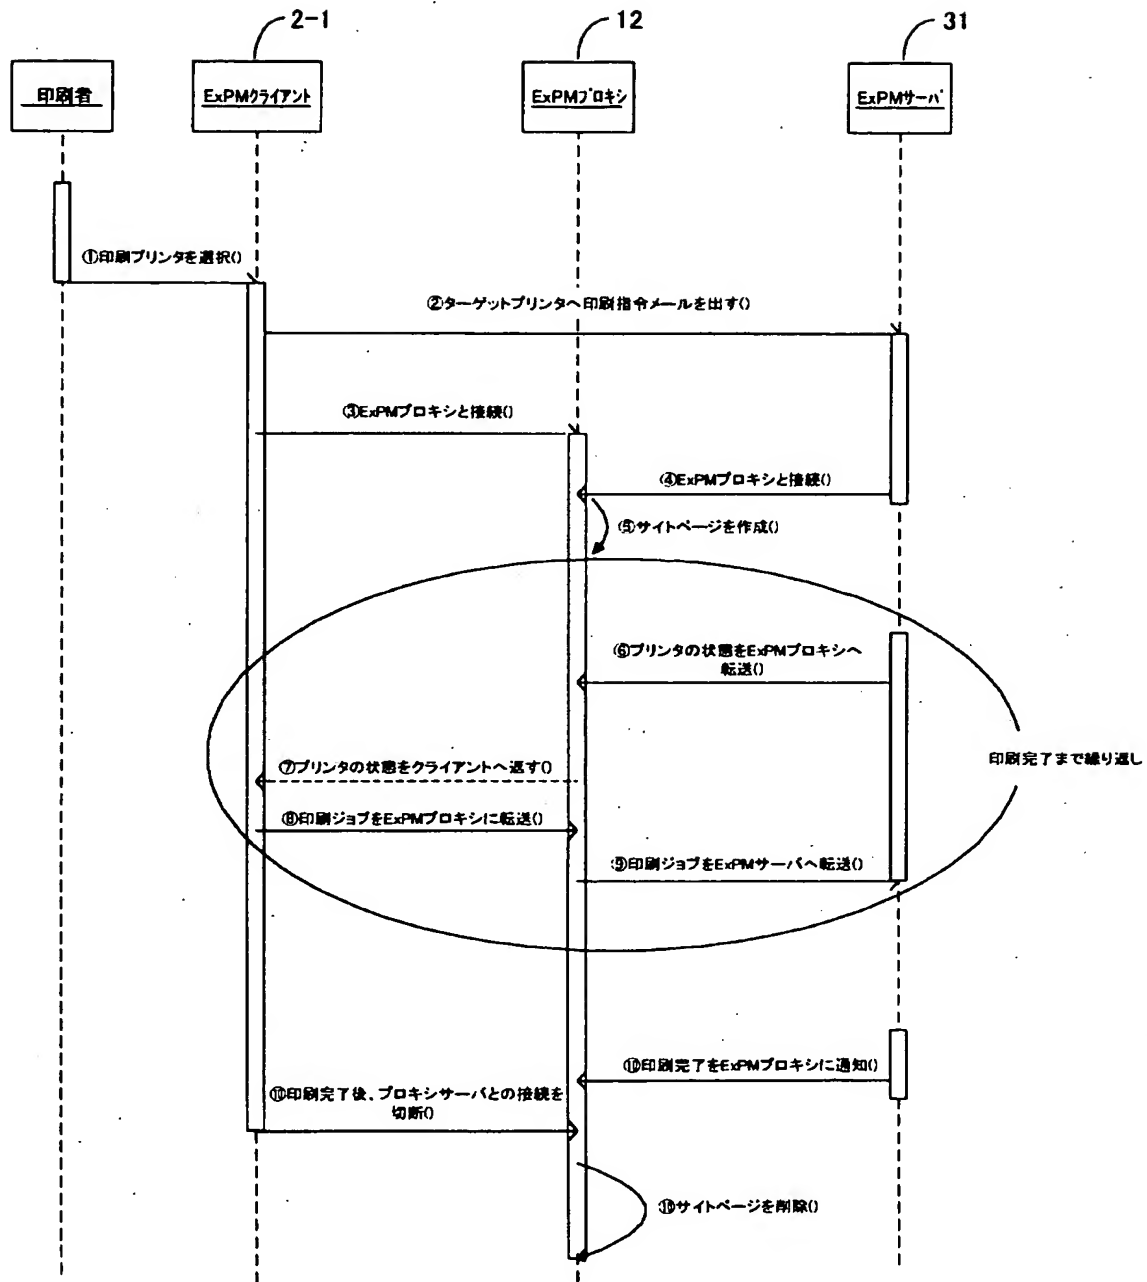 2-1
12
31
印刷者
ExPMクライアント
ExPMプロキシ
ExPMサーバ
①印刷プリンタを選択()
②ターゲットプリンタへ印刷指令メールを出す()
③ExPMプロキシと接続()
④ExPMプロキシと接続()
⑤サイトページを作成()
⑥プリンタの状態をExPMプロキシへ
転送()
印刷完了まで繰り返し
⑦プリンタの状態をクライアントへ返す()
⑧印刷ジョブをExPMプロキシに転送()
⑨印刷ジョブをExPMサーバへ転送()
印刷完了をExPMプロキシに通知()
印刷完了後、プロキシサーバとの接続を
切断()
サイトページを削除()